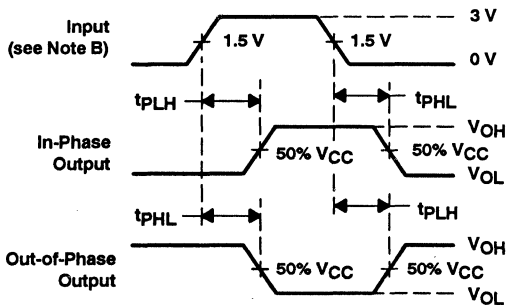 Input
(see Note B)
1.5 V
1.5 V
3 V
0 V
tPLH
tPHL
In-Phase
Output
50% VCC
50% VCC
VOH
VOL
tPHL
tPLH
Out-of-Phase
Output
50% VCC
50% VCC
VOH
VOL